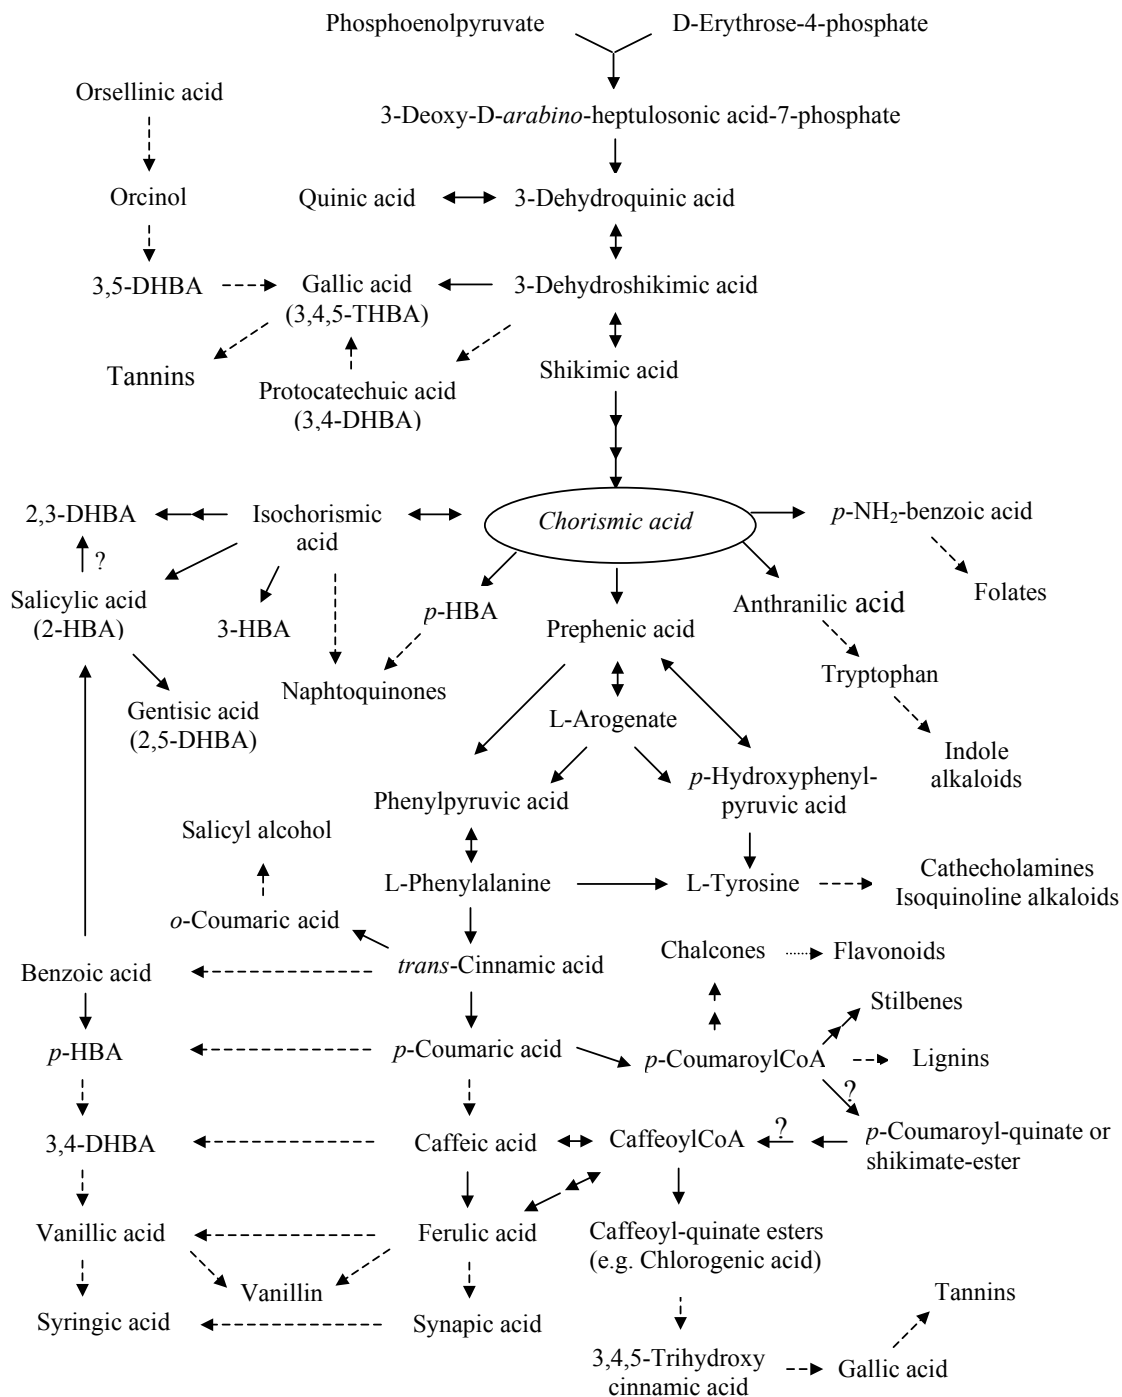 Phosphoenolpyruvate
D-Erythrose-4-phosphate
Orsellinic acid
3-Deoxy-D-arabino-heptulosonic acid-7-phosphate
Orcinol
Quinic acid
3-Dehydroquinic acid
3,5-DHBA
Gallic acid
(3,4,5-THBA)
3-Dehydroshikimic acid
Tannins
Protocatechuic acid
(3,4-DHBA)
Shikimic acid
2,3-DHBA
Isochorismic
acid
Chorismic acid
p-NH₂-benzoic acid
?
Folates
Salicylic acid
(2-HBA)
3-HBA
p-HBA
Prephenic acid
Anthranilic acid
Tryptophan
Naphtoquinones
Gentisic acid
(2,5-DHBA)
L-Arogenate
Indole
alkaloids
Phenylpyruvic acid
p-Hydroxyphenyl-
pyruvic acid
Salicyl alcohol
L-Phenylalanine
L-Tyrosine
Cathecholamines
Isoquinoline alkaloids
o-Coumaric acid
Chalcones
Flavonoids
Benzoic acid
trans-Cinnamic acid
Stilbenes
p-HBA
p-Coumaric acid
p-CoumaroylCoA
Lignins
?
3,4-DHBA
Caffeic acid
CaffeoylCoA
?
p-Coumaroyl-quinate or
shikimate-ester
Vanillic acid
Ferulic acid
Caffeoyl-quinate esters
(e.g. Chlorogenic acid)
Vanillin
Syringic acid
Synapic acid
Tannins
3,4,5-Trihydroxy
cinnamic acid
Gallic acid